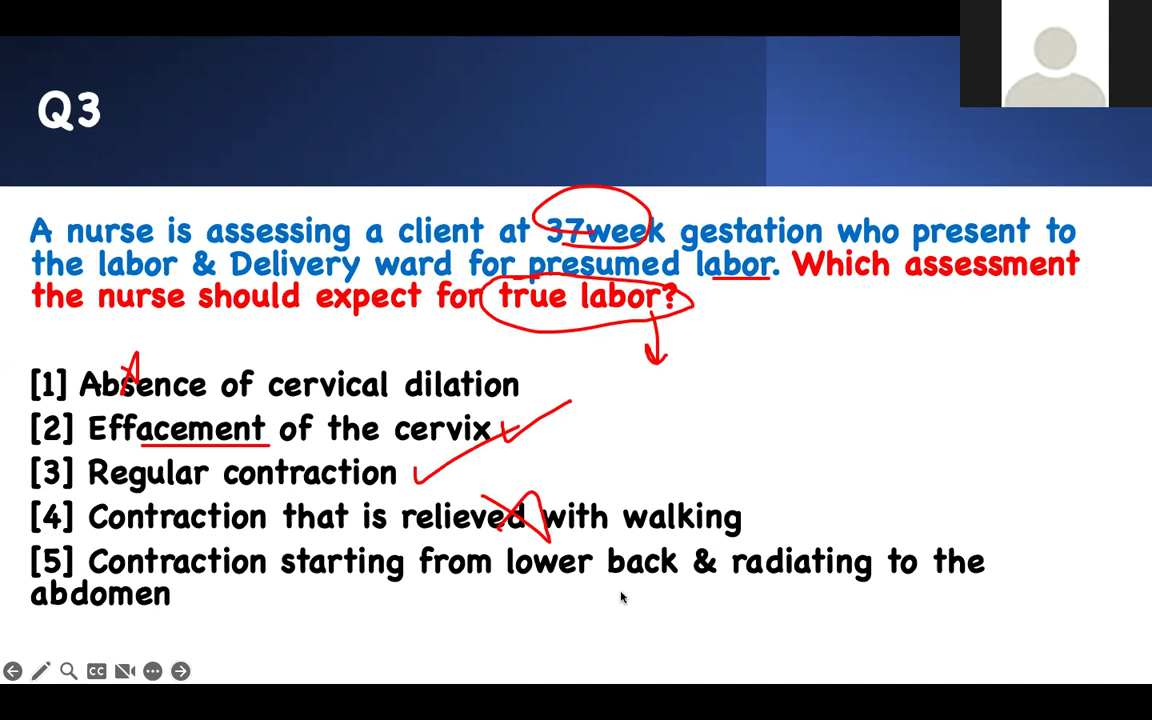 Q3
A nurse is assessing a client at 37week gestation who present to
the labor & Delivery ward for presumed labor. Which assessment
the nurse should expect for true labor?
[1] Absence of cervical dilation
[2] Effacement of the cervix
[3] Regular contraction
[4] Contraction that is relieved with walking
[5] Contraction starting from lower back & radiating to the
abdomen
CC